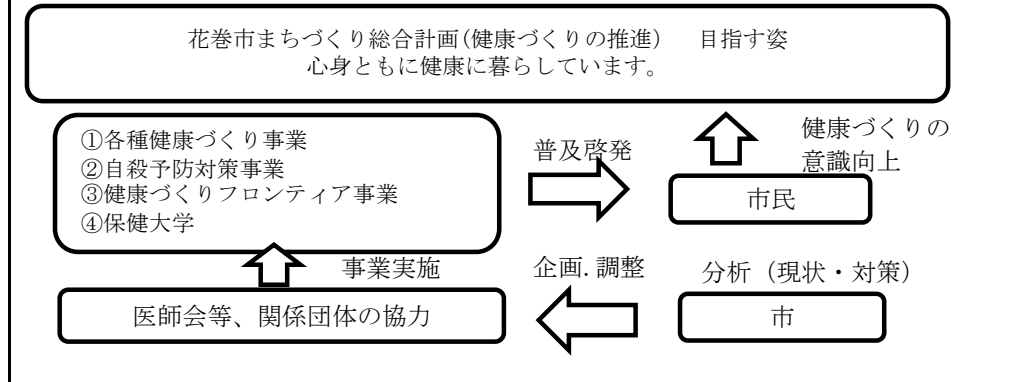 花巻市まちづくり総合計画(健康づくりの推進)　目指す姿
心身ともに健康に暮らしています。
①各種健康づくり事業
②自殺予防対策事業
③健康づくりフロンティア事業
④保健大学
普及啓発
健康づくりの
意識向上
市民
事業実施
企画.調整
分析（現状・対策）
医師会等、関係団体の協力
市